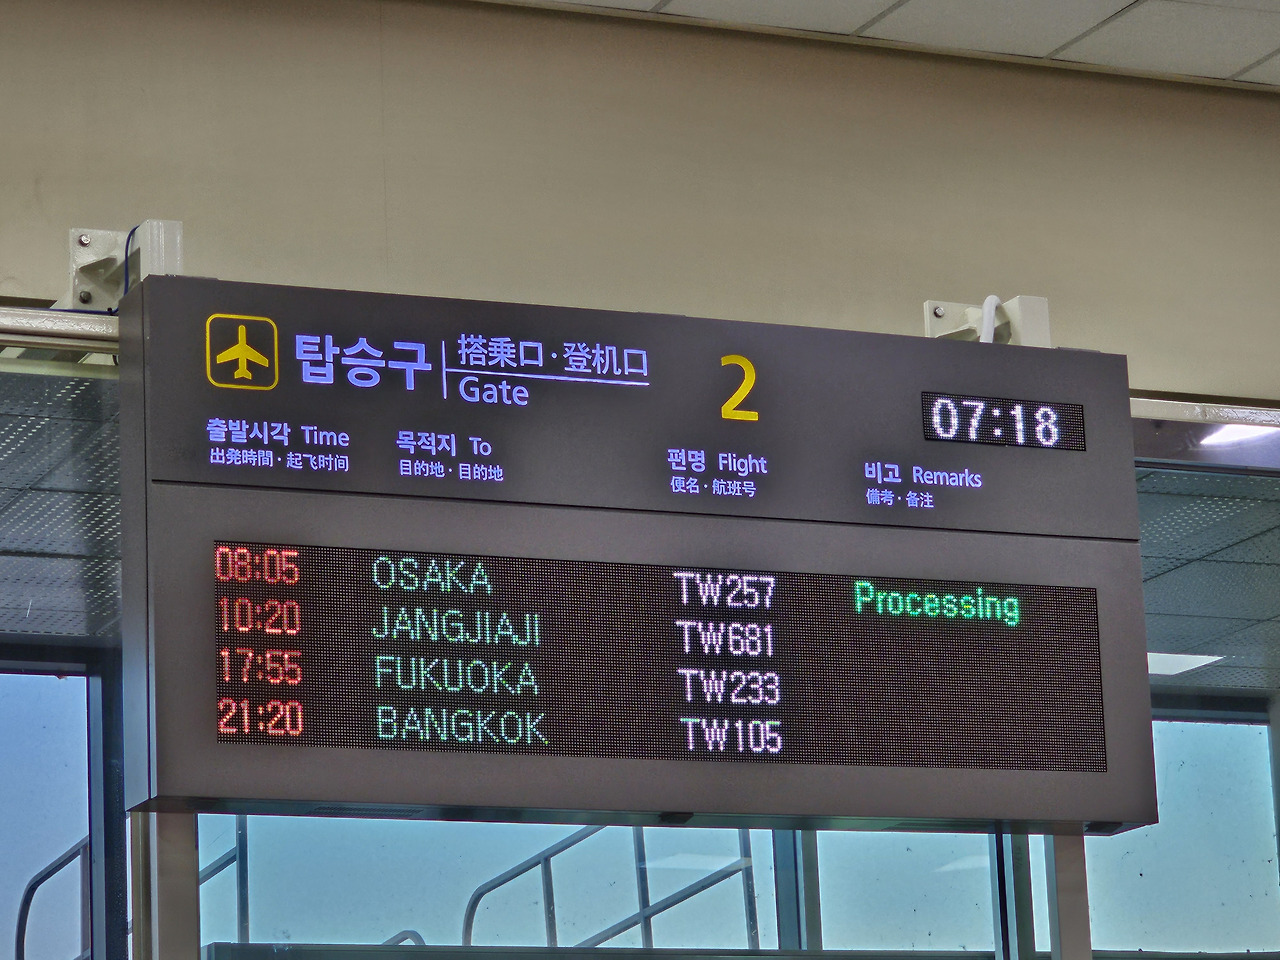 탑승구 搭乗口·登机口 2
Gate
07:18
출발시각 Time 목적지 To 편명 Flight 비고 Remarks
出発時間·起飞时间 目的地·目的地 便名·航班号 備考·备注
08:05 OSAKA TW257 Processing
10:20 JANGJIAJI TW681
17:55 FUKUOKA TW233
21:20 BANGKOK TW105